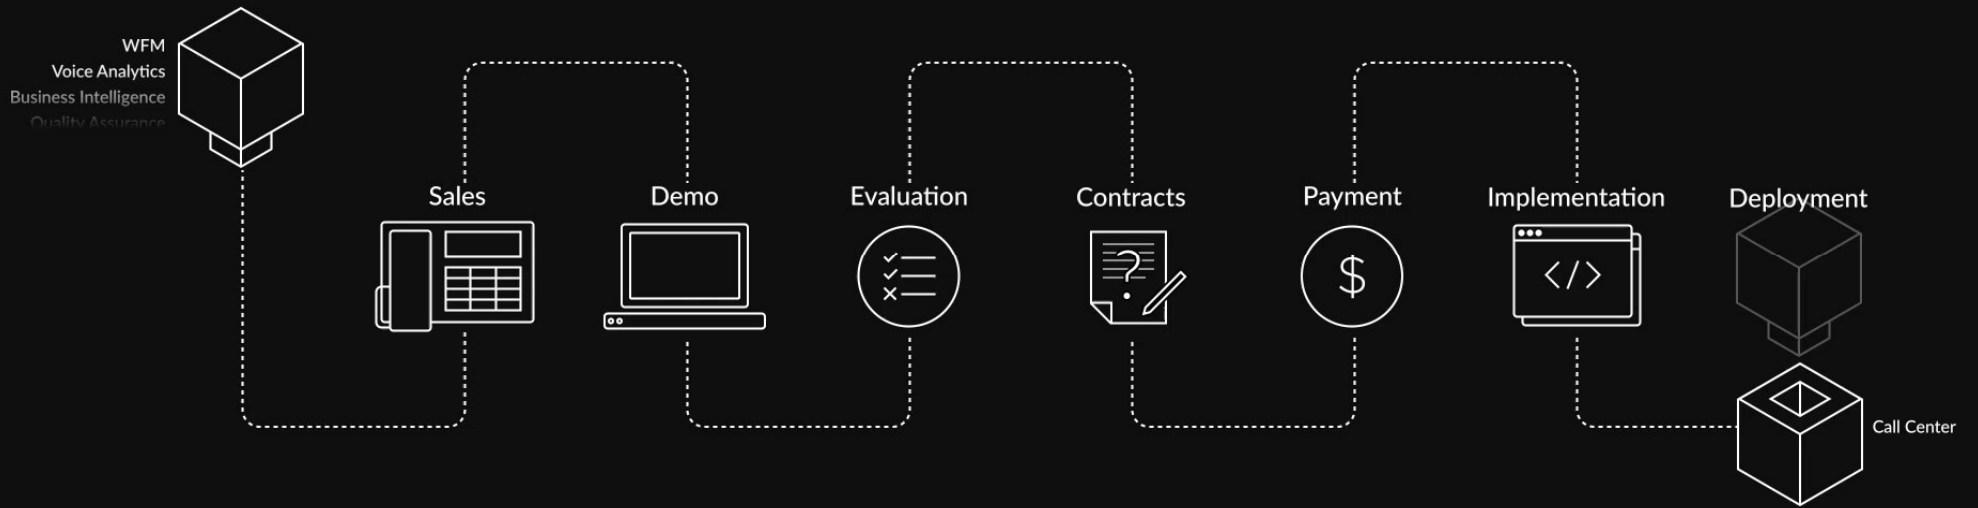 WFM
Voice Analytics
Business Intelligence
Quality Assurance
Sales
Demo
Evaluation
Contracts
Payment
Implementation
Deployment
?
$
</>
Call Center